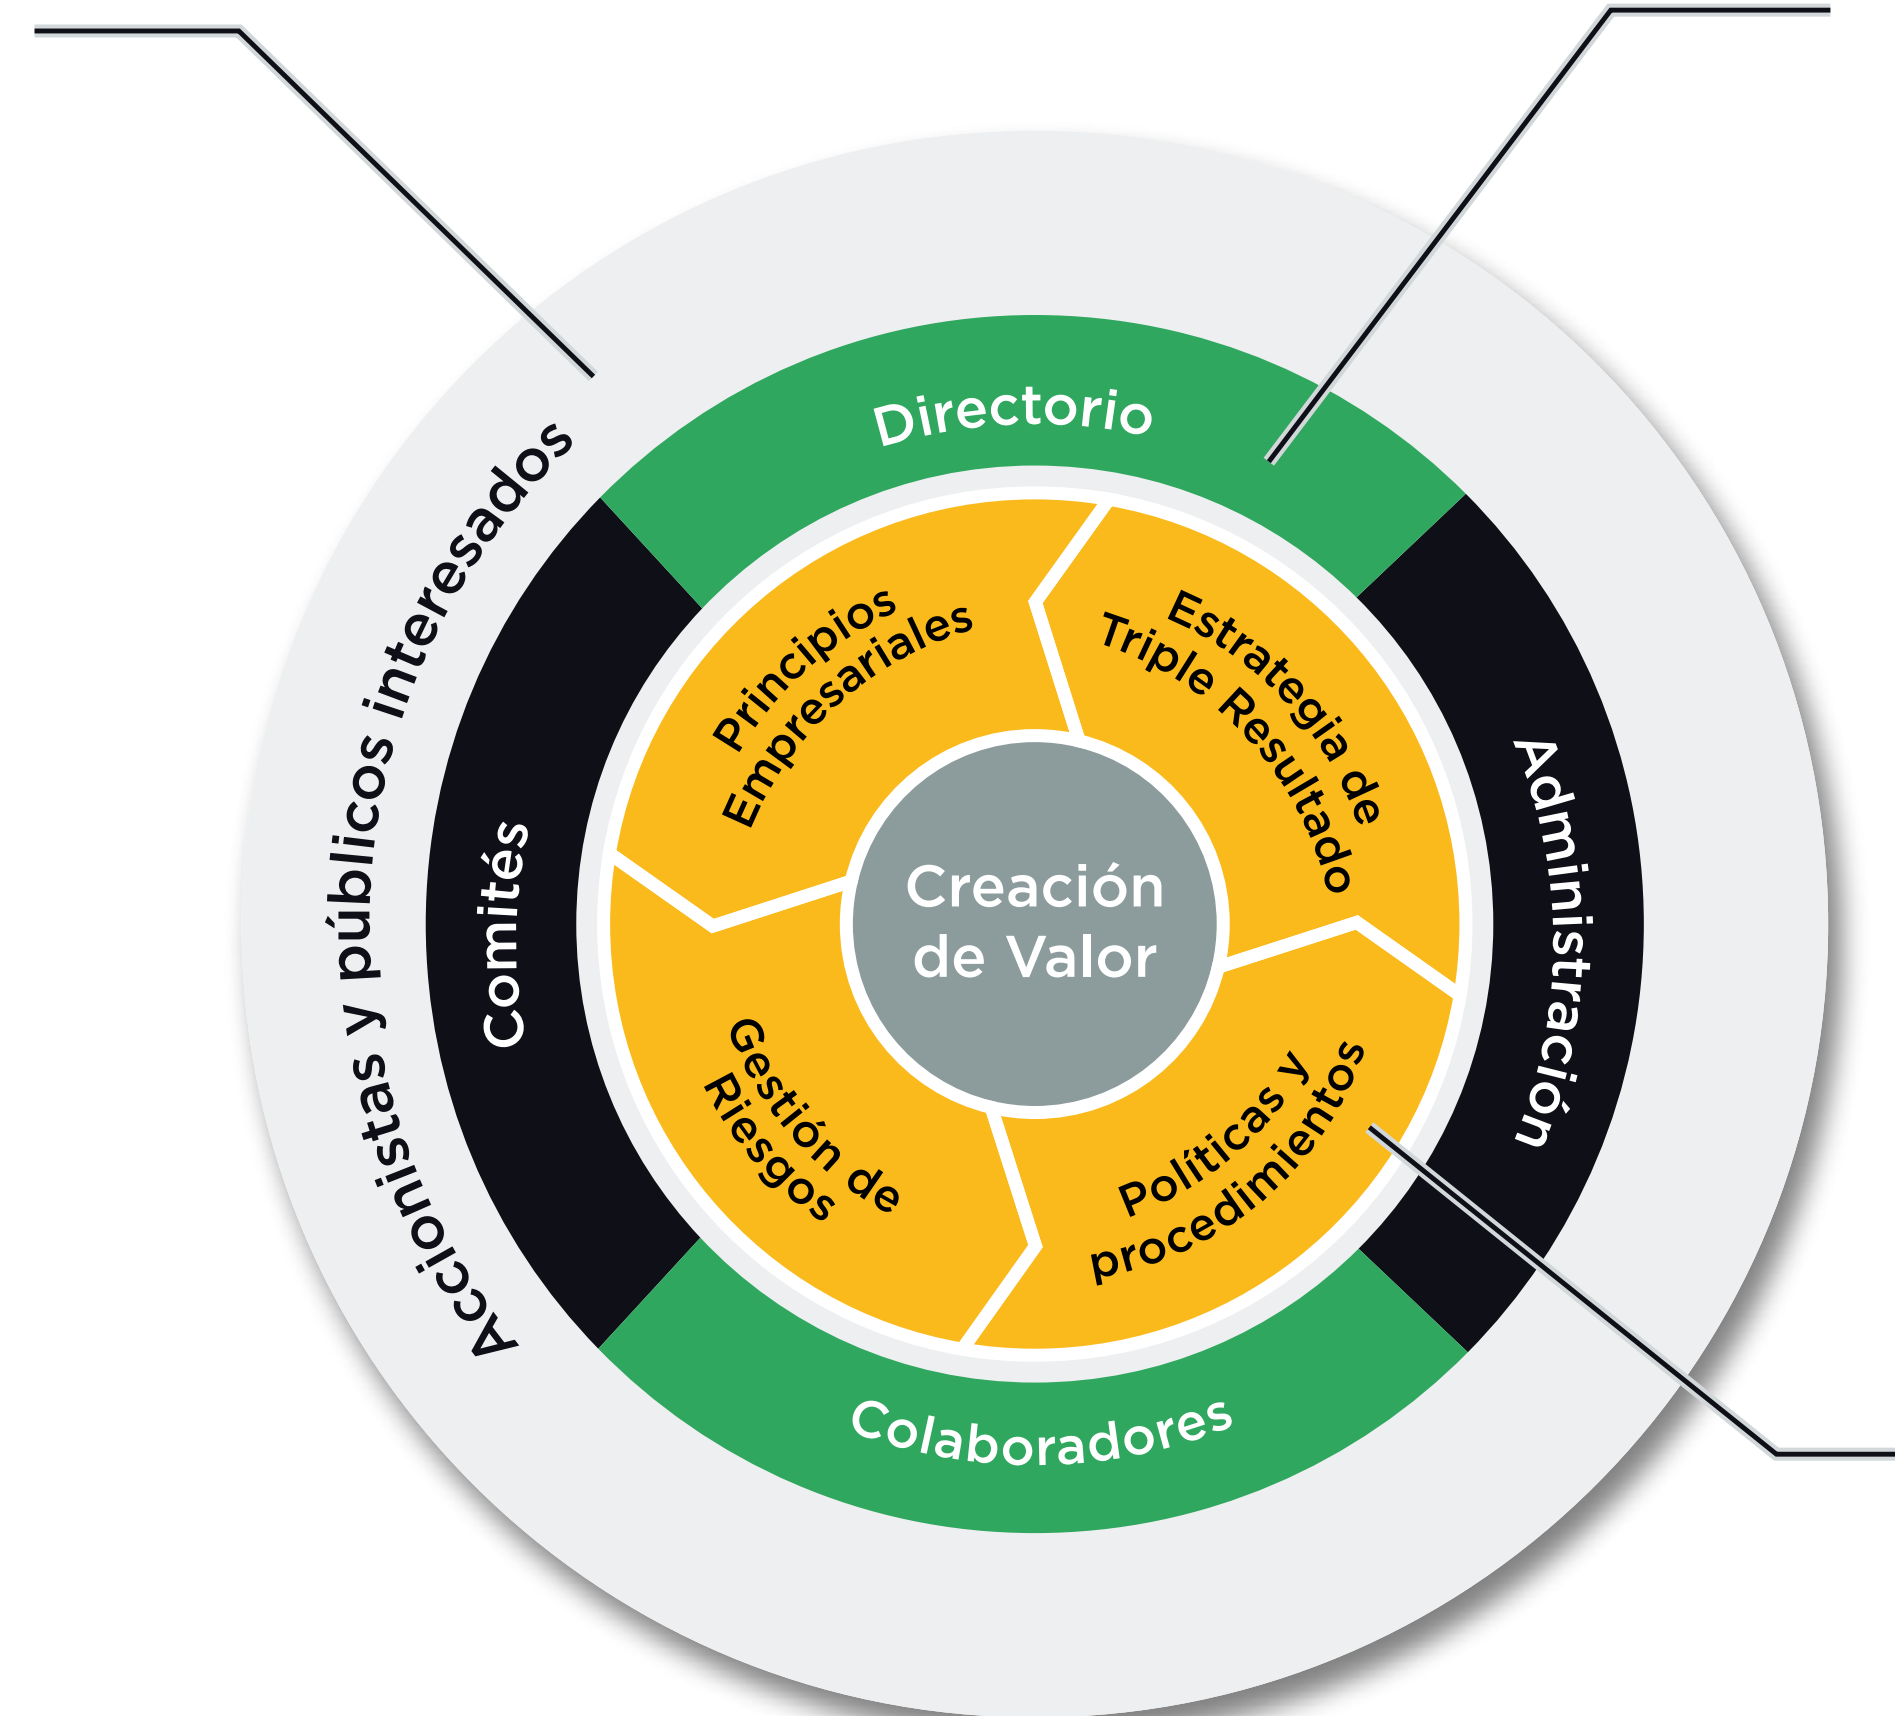 Accionistas y públicos interesados
Directorio
Administración
Colaboradores
Comités
Principios
Empresariales
Estrategia de
Triple Resultado
Políticas y
procedimientos
Gestión de
Riesgos
Creación
de Valor